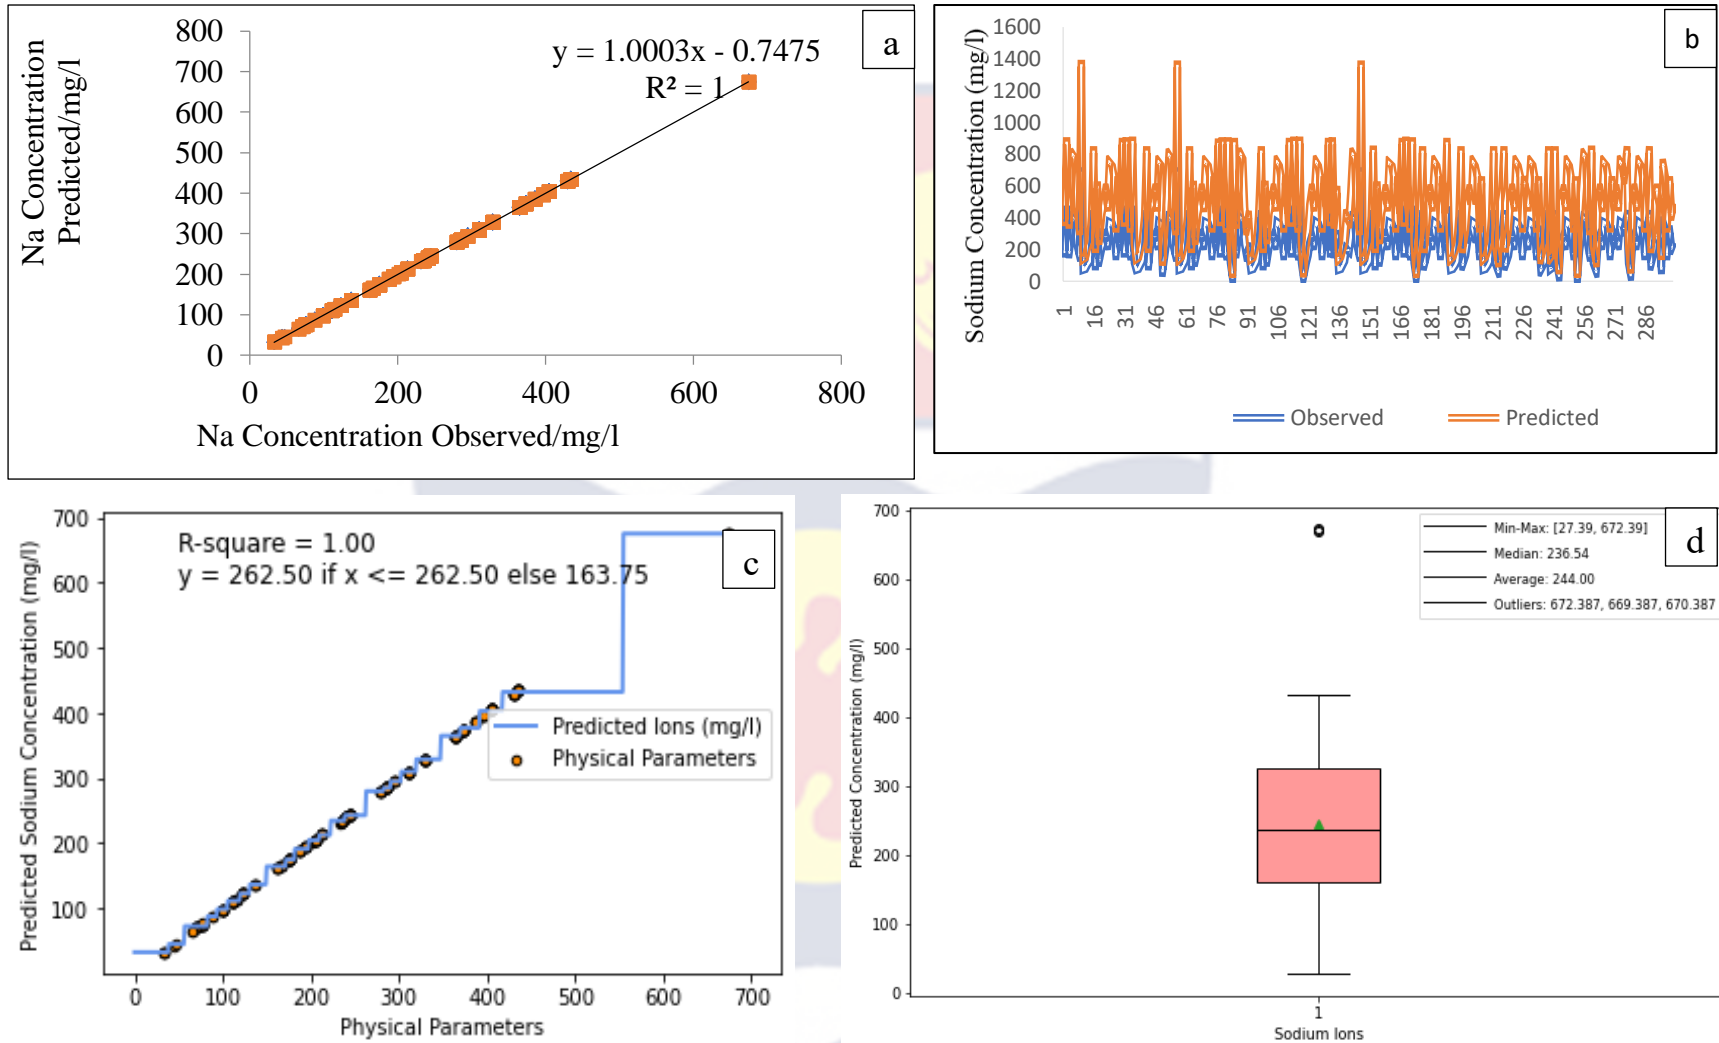 a
y = 1.0003x - 0.7475
R² = 1
Na Concentration
Predicted/mg/l
800
700
600
500
400
300
200
100
0
0 200 400 600 800
Na Concentration Observed/mg/l
b
Sodium Concentration (mg/l)
1600
1400
1200
1000
800
600
400
200
0
1 16 31 46 61 76 91 106 121 136 151 166 181 196 211 226 241 256 271 286
Observed Predicted
c
R-square = 1.00
y = 262.50 if x <= 262.50 else 163.75
Predicted Sodium Concentration (mg/l)
700
600
500
400
300
200
100
Predicted Ions (mg/l)
Physical Parameters
0 100 200 300 400 500 600 700
Physical Parameters
d
Min-Max: [27.39, 672.39]
Median: 236.54
Average: 244.00
Outliers: 672.387, 669.387, 670.387
Predicted Concentration (mg/l)
700
600
500
400
300
200
100
0
1
Sodium Ions